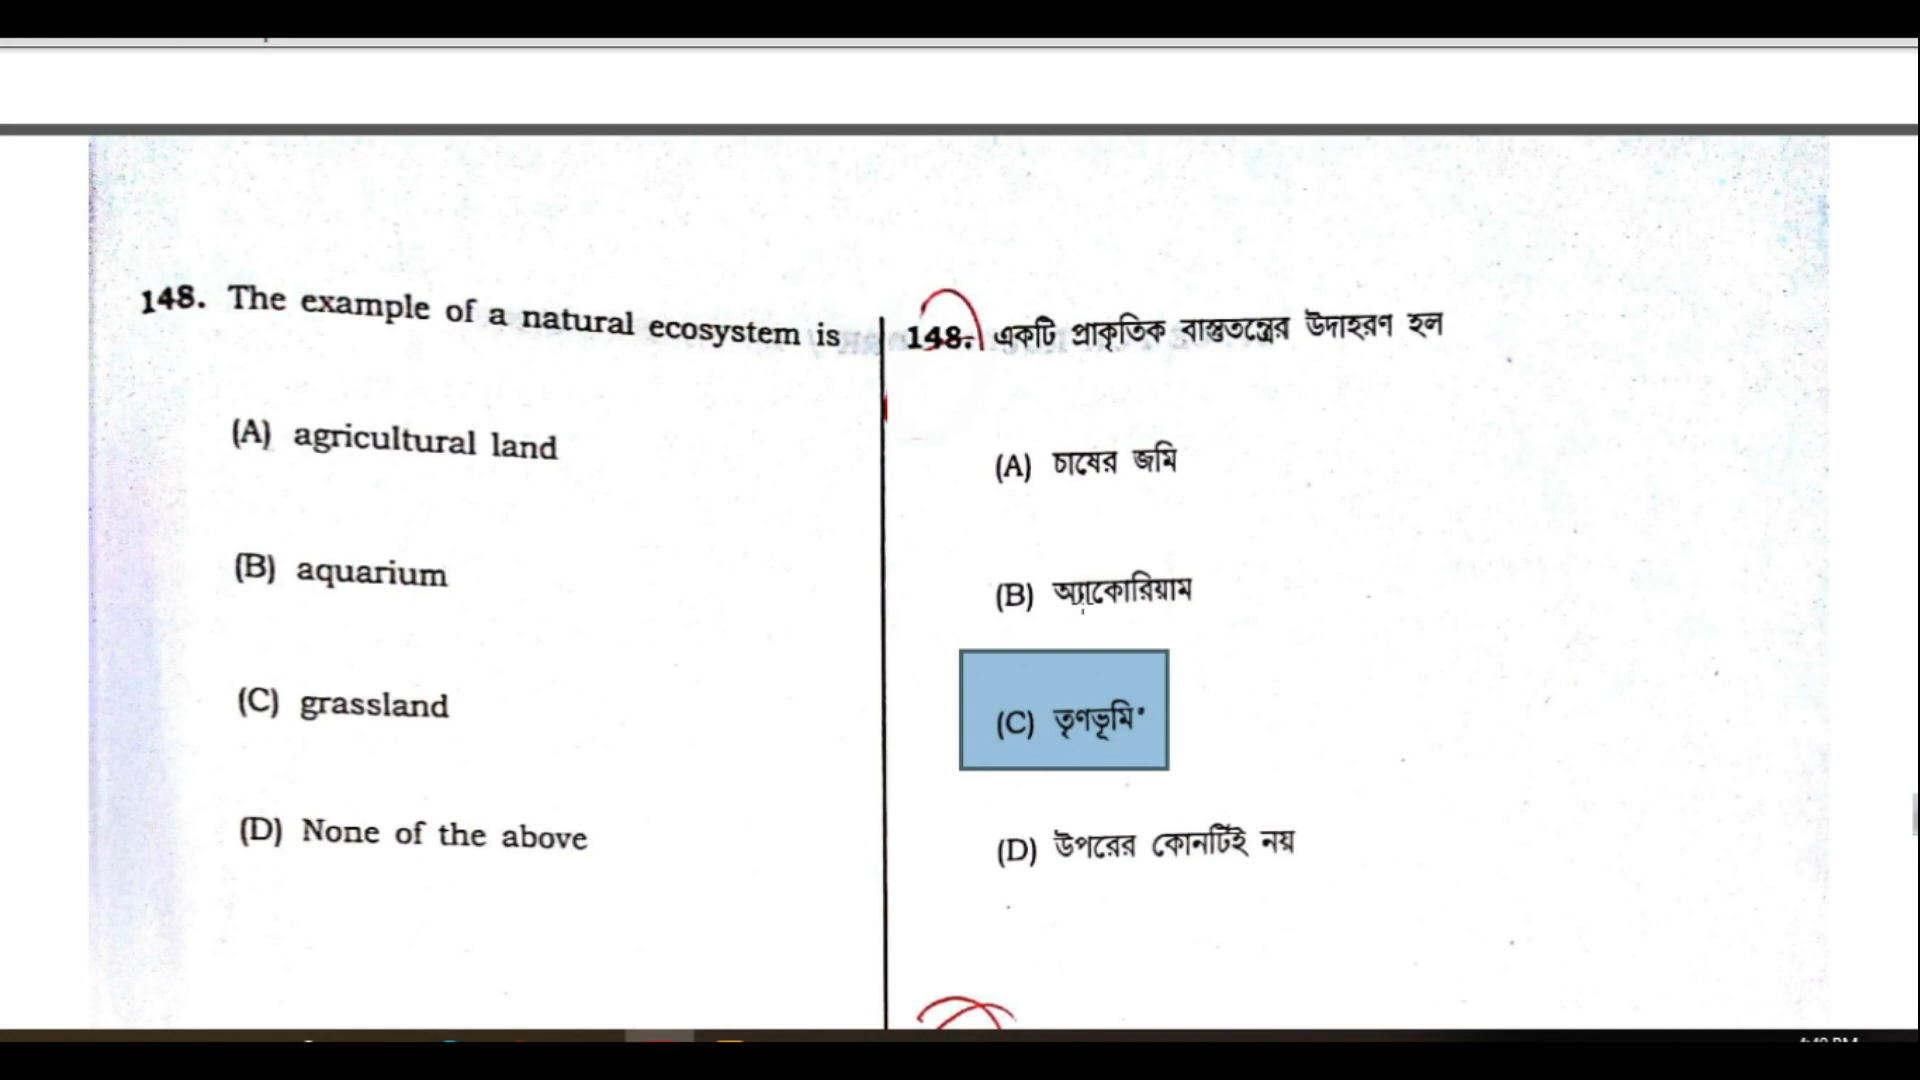 148. The example of a natural ecosystem is
(A) agricultural land
(B) aquarium
(C) grassland
(D) None of the above
148. একটি প্রাকৃতিক বাস্তুতন্ত্রের উদাহরণ হল
(A) চাষের জমি
(B) অ্যাকোরিয়াম
(C) তৃণভূমি
(D) উপরের কোনটিই নয়